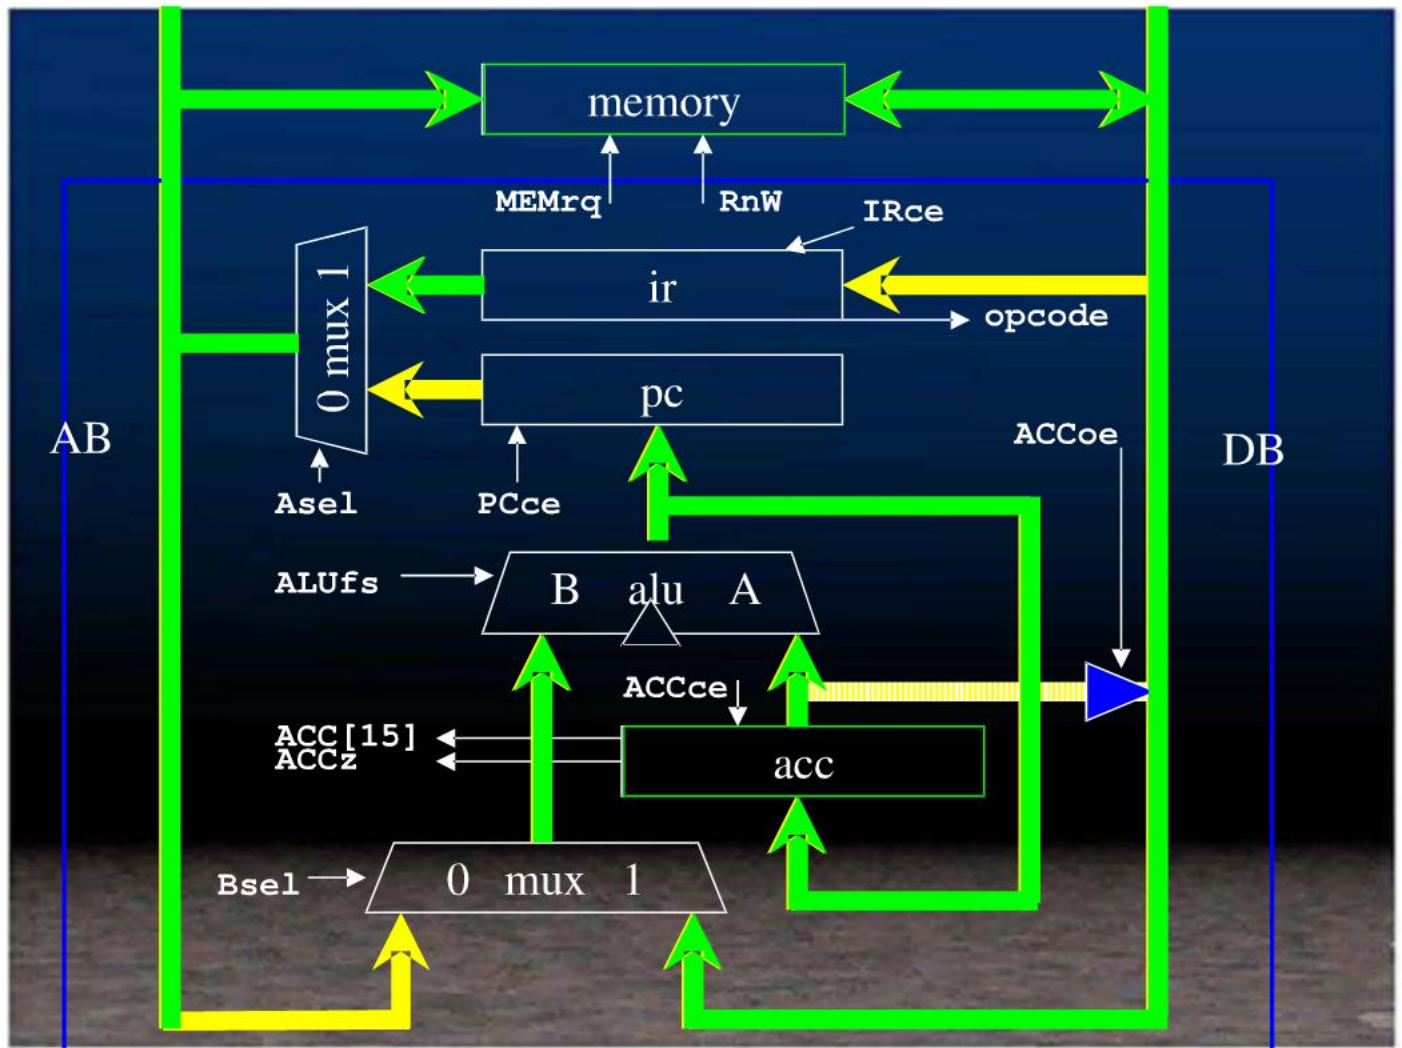 memory
MEMrq
RnW
IRce
0 mux 1
ir
opcode
pc
AB
ACCoe
DB
Asel
PCce
ALUfs
B alu A
ACCce
ACC[15]
ACCz
acc
Bsel
0 mux 1